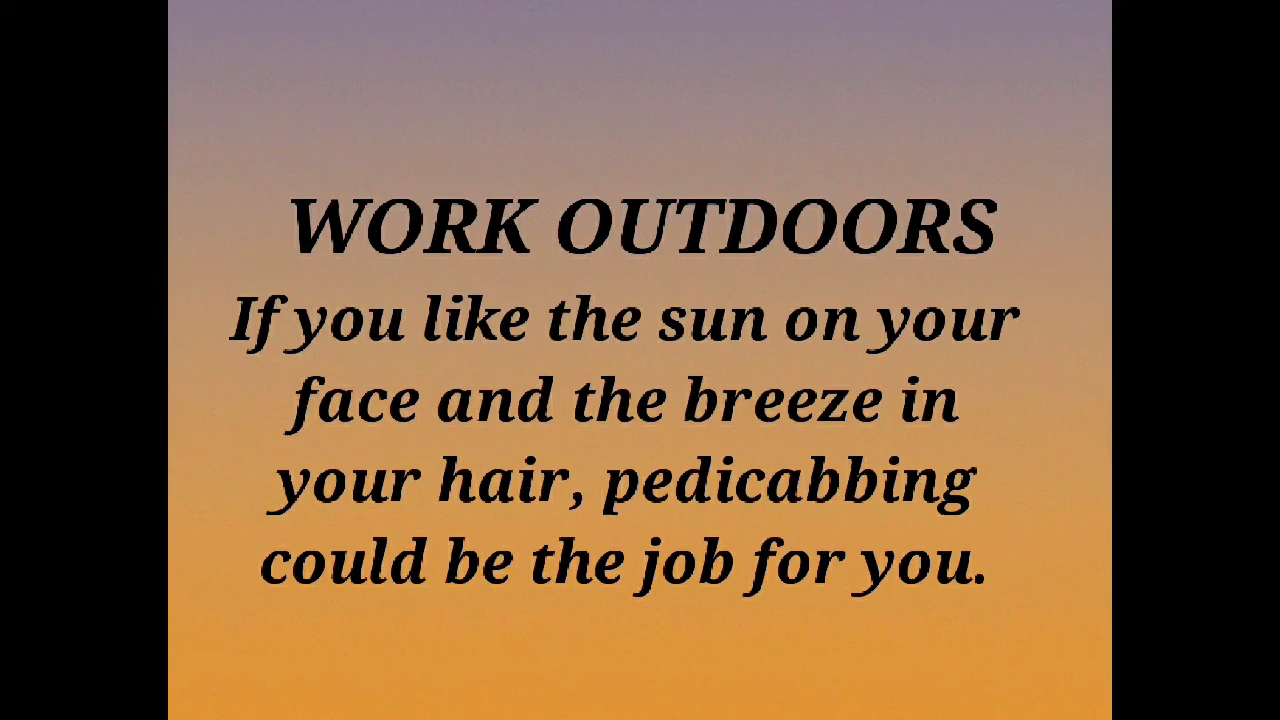 WORK OUTDOORS
If you like the sun on your
face and the breeze in
your hair, pedicabbing
could be the job for you.